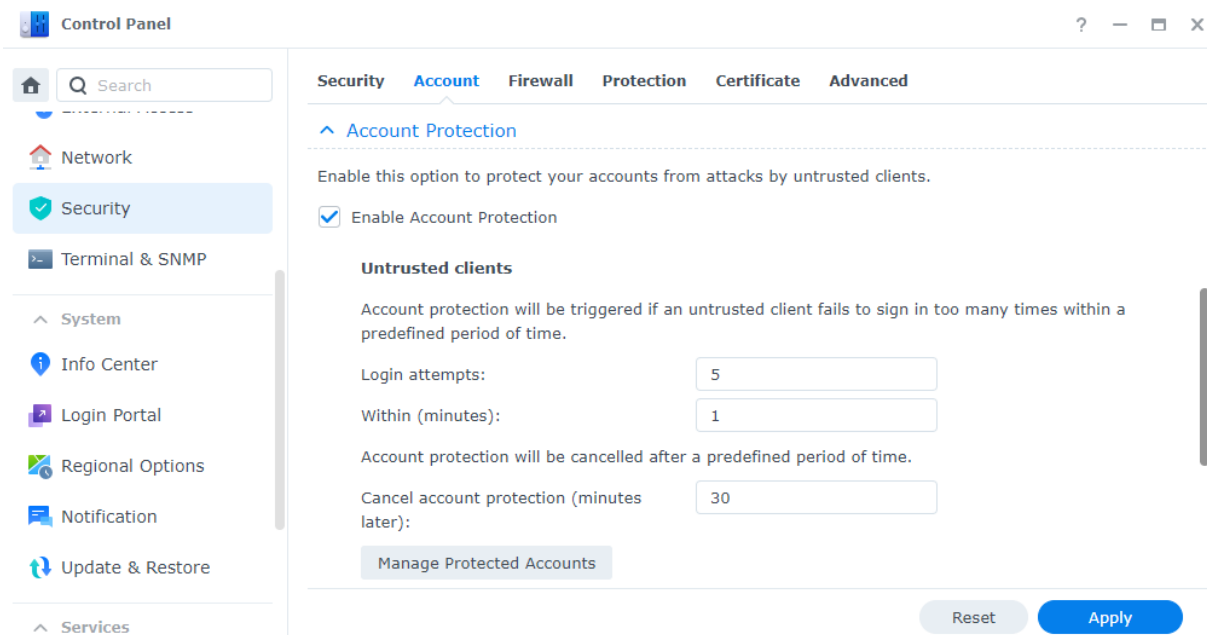 Control Panel
Search
Network
Security
Terminal & SNMP
System
Info Center
Login Portal
Regional Options
Notification
Update & Restore
Services
Security Account Firewall Protection Certificate Advanced
Account Protection
Enable this option to protect your accounts from attacks by untrusted clients.
Enable Account Protection
Untrusted clients
Account protection will be triggered if an untrusted client fails to sign in too many times within a
predefined period of time.
Login attempts: 5
Within (minutes): 1
Account protection will be cancelled after a predefined period of time.
Cancel account protection (minutes 30
later):
Manage Protected Accounts
Reset Apply